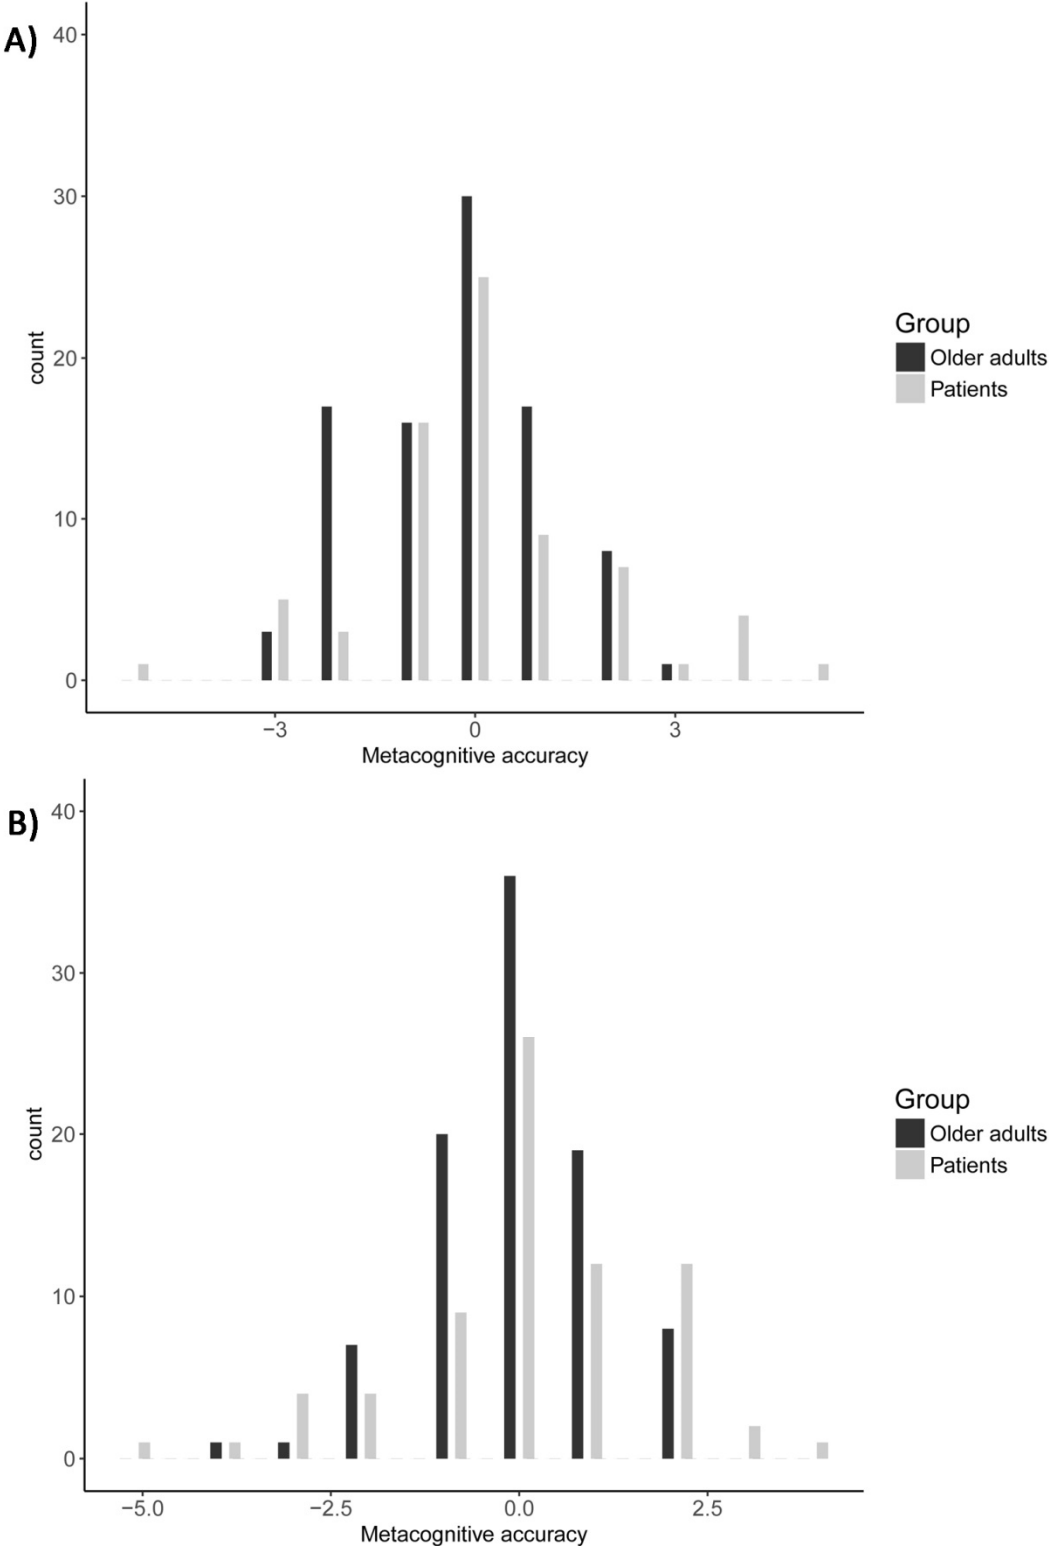 A)
40
30
20
10
0
count
−3 0 3
Metacognitive accuracy
Group
Older adults
Patients
B)
40
30
20
10
0
count
−5.0 −2.5 0.0 2.5
Metacognitive accuracy
Group
Older adults
Patients